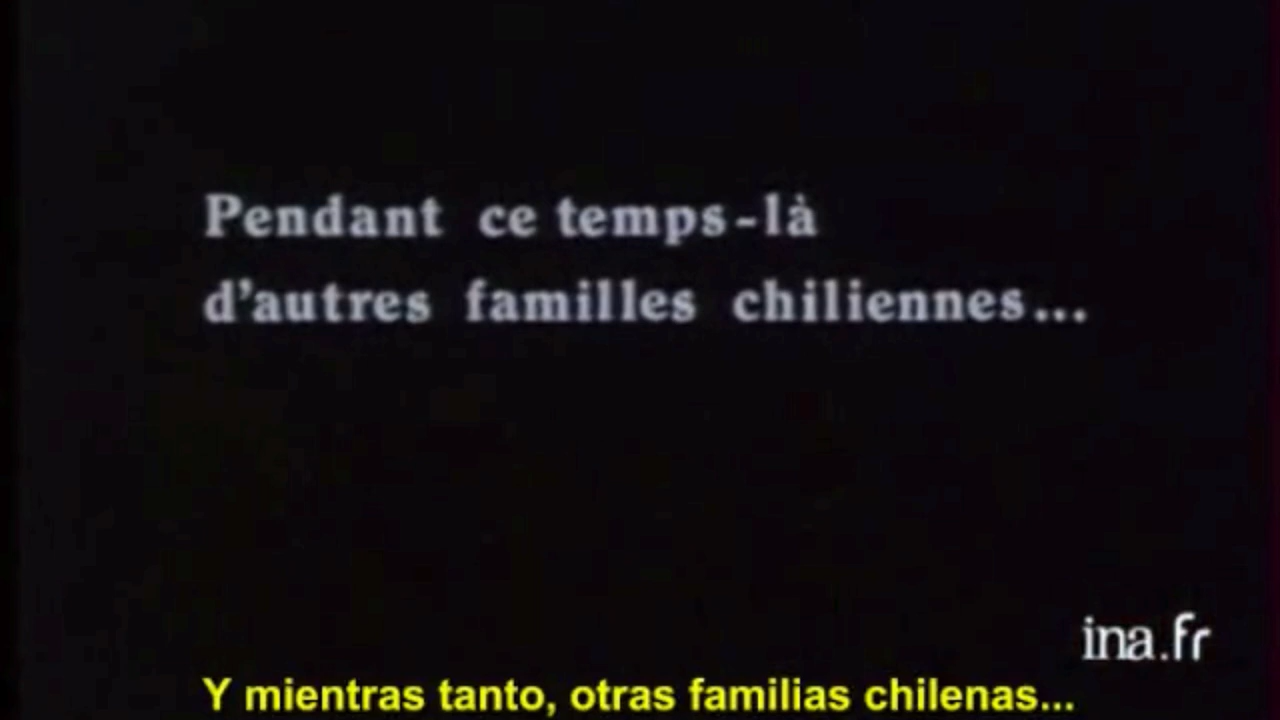 Pendant ce temps-là
d'autres familles chiliennes...
ina.fr
Y mientras tanto, otras familias chilenas...